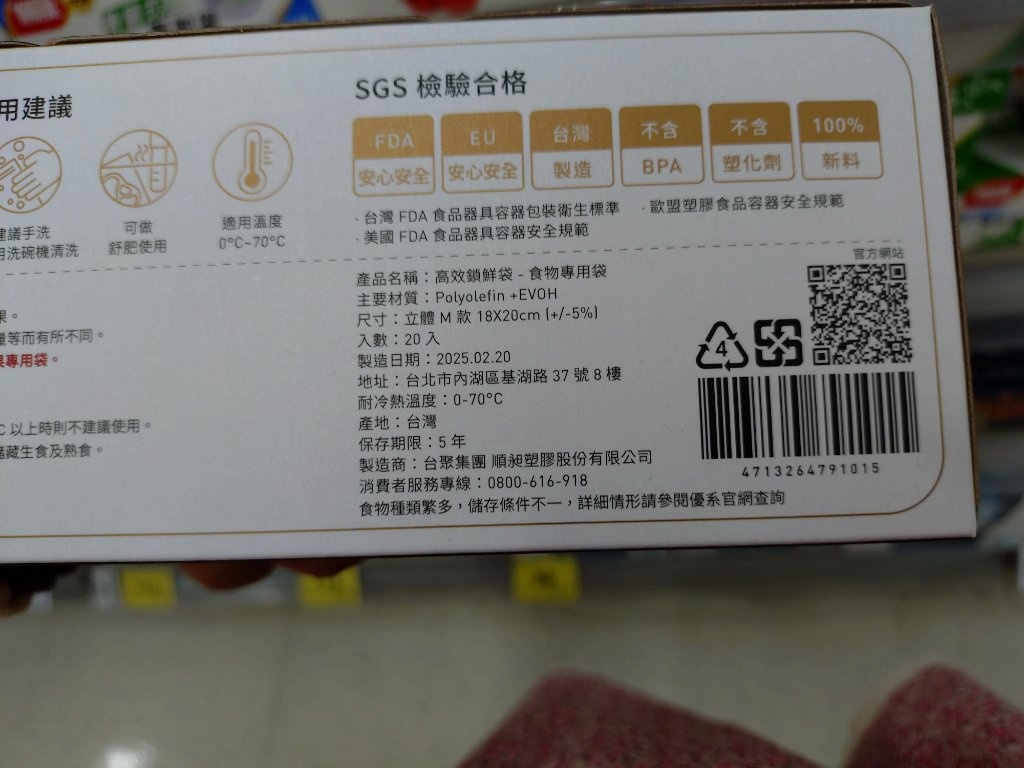 用建議
建議手洗
用洗碗機清洗
可做
舒肥使用
適用溫度
0°C~70°C
果。
量等而有所不同。
果專用袋。
C 以上時則不建議使用。
儲藏生食及熟食。
SGS 檢驗合格
FDA
安心安全
EU
安心安全
台灣
製造
不含
BPA
不含
塑化劑
100%
新料
· 台灣 FDA 食品器具容器包裝衛生標準
· 歐盟塑膠食品容器安全規範
· 美國 FDA 食品器具容器安全規範
產品名稱：高效鎖鮮袋 - 食物專用袋
主要材質：Polyolefin +EVOH
尺寸：立體 M 款 18X20cm (+/-5%)
入數：20 入
製造日期：2025.02.20
地址：台北市內湖區基湖路 37 號 8 樓
耐冷熱溫度：0-70°C
產地：台灣
保存期限：5 年
製造商：台聚集團 順昶塑膠股份有限公司
消費者服務專線：0800-616-918
食物種類繁多，儲存條件不一，詳細情形請參閱優系官網查詢
官方網站
4
4713264791015